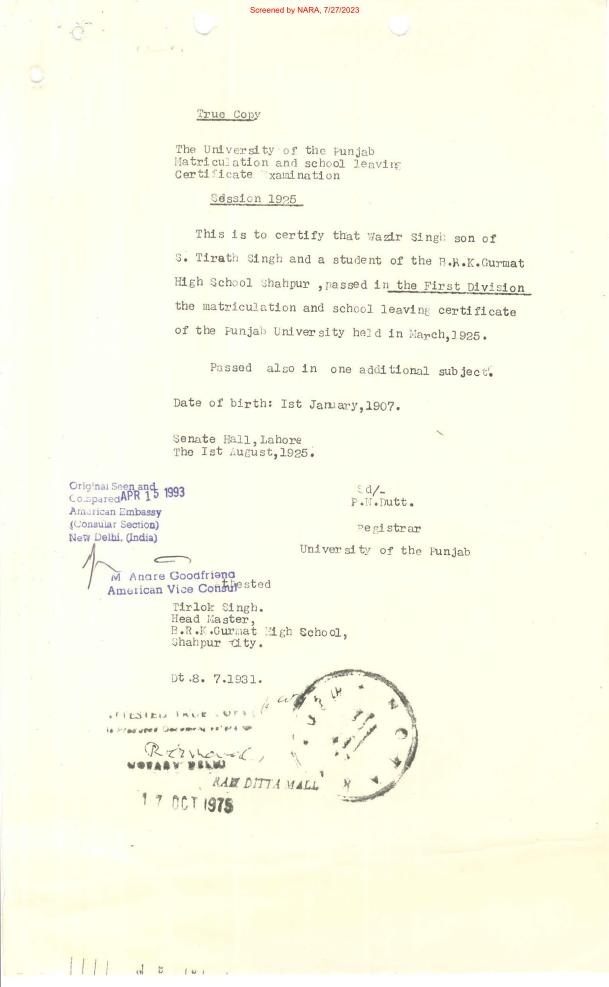 Screened by NARA, 7/27/2023
True Copy
The University of the Punjab
Matriculation and school leaving
Certificate Examination
Session 1925
This is to certify that Wazir Singh son of
S. Tirath Singh and a student of the B.R.K.Gurmat
High School Shahpur ,passed in the First Division
the matriculation and school leaving certificate
of the Punjab University held in March,1925.
Passed also in one additional subject.
Date of birth: Ist January,1907.
Senate Hall,Lahore
The Ist August,1925.
Original Seen and
Compared APR 15 1993
American Embassy
(Consular Section)
New Delhi, (India)
Sd/-
P.N.Dutt.
Registrar
University of the Punjab
M Andre Goodfriend
American Vice Consul
Attested
Tirlok Singh.
Head Master,
B.R.K.Gurmat High School,
Shahpur City.
Dt.8. 7.1931.
ATTESTED TRUE COPY
NOTARY DELHI
RAM DITTA MALL
17 OCT 1975